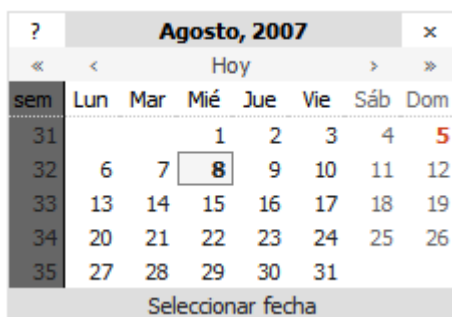 ? Agosto, 2007 ×
« ‹ Hoy › »
sem Lun Mar Mié Jue Vie Sáb Dom
31 1 2 3 4 5
32 6 7 8 9 10 11 12
33 13 14 15 16 17 18 19
34 20 21 22 23 24 25 26
35 27 28 29 30 31
Seleccionar fecha